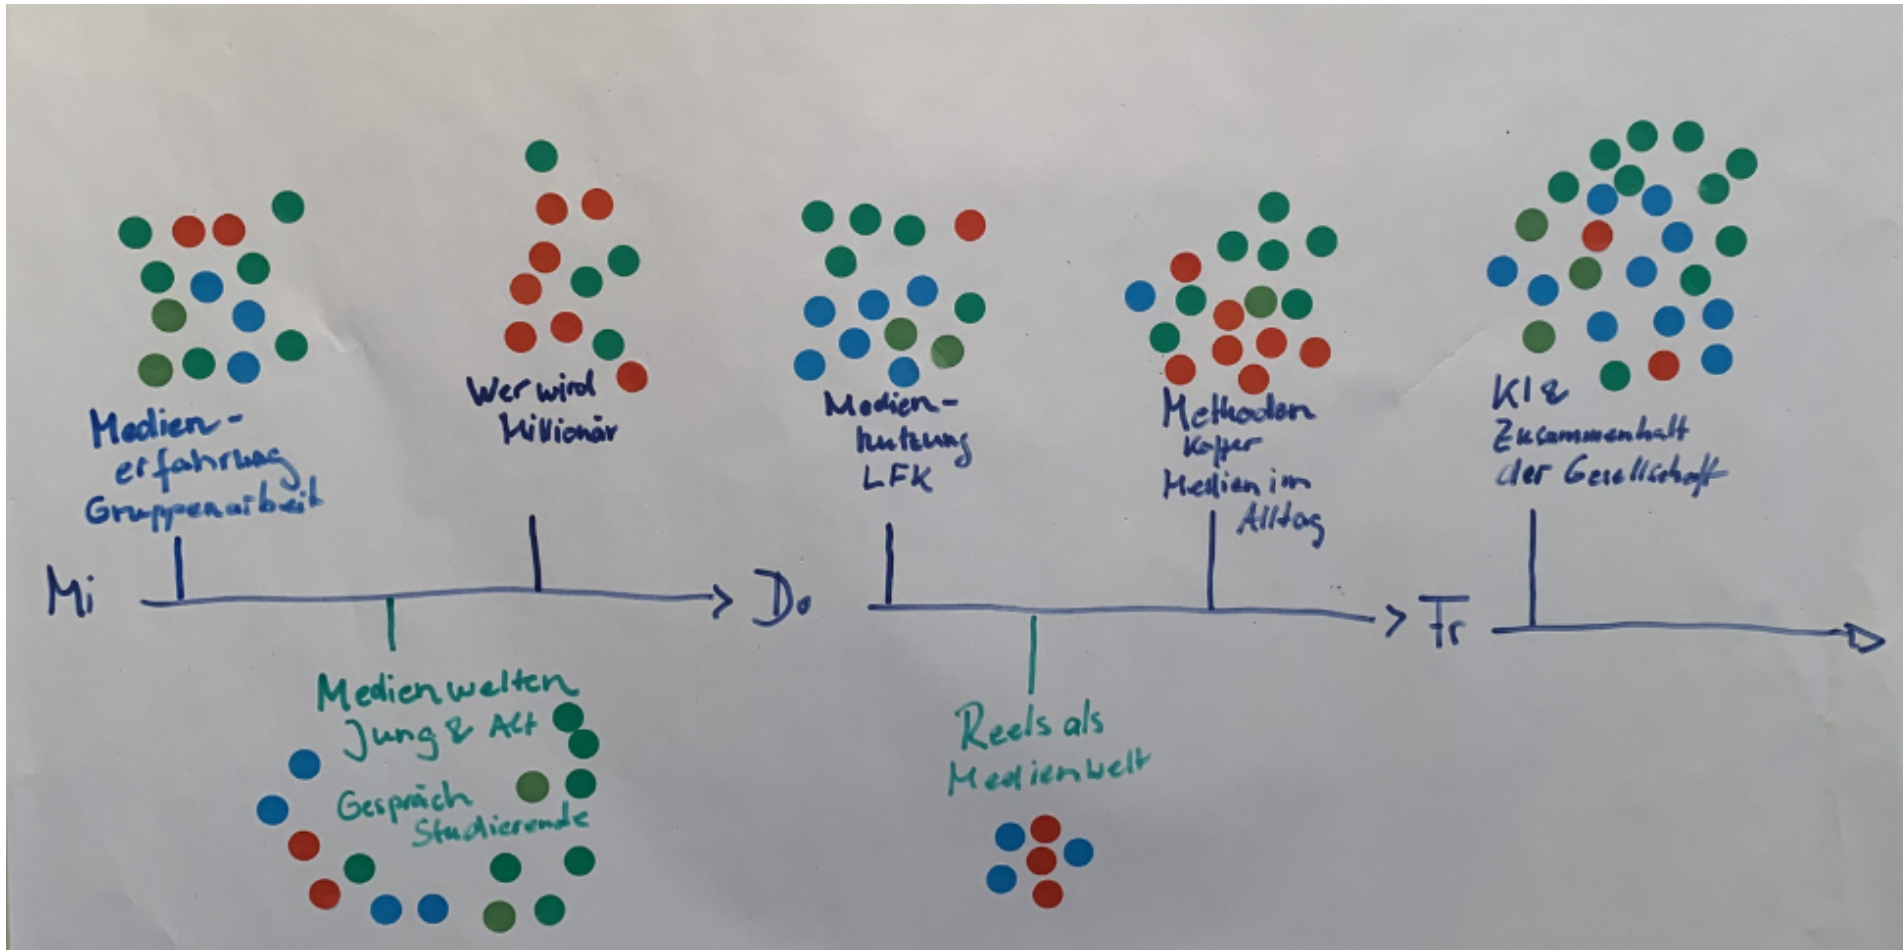 Medien-
erfahrung
Gruppenarbeit
Wer wird
Millionär
Medien-
nutzung
LFK
Methoden
Koffer
Medien im
Alltag
KI &
Zusammenhalt
der Gesellschaft
Mi
Do
Fr
Medienwelten
Jung & Alt
Gespräch
Studierende
Reels als
Medienwelt